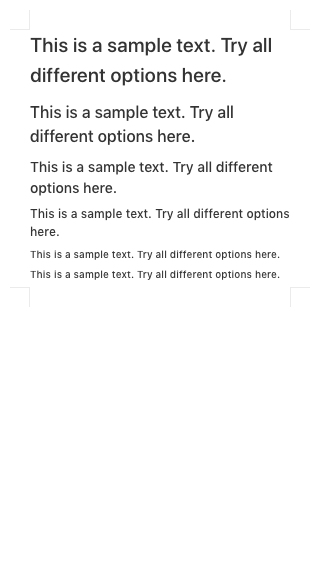 This is a sample text. Try all
different options here.
This is a sample text. Try all
different options here.
This is a sample text. Try all different
options here.
This is a sample text. Try all different options
here.
This is a sample text. Try all different options here.
This is a sample text. Try all different options here.